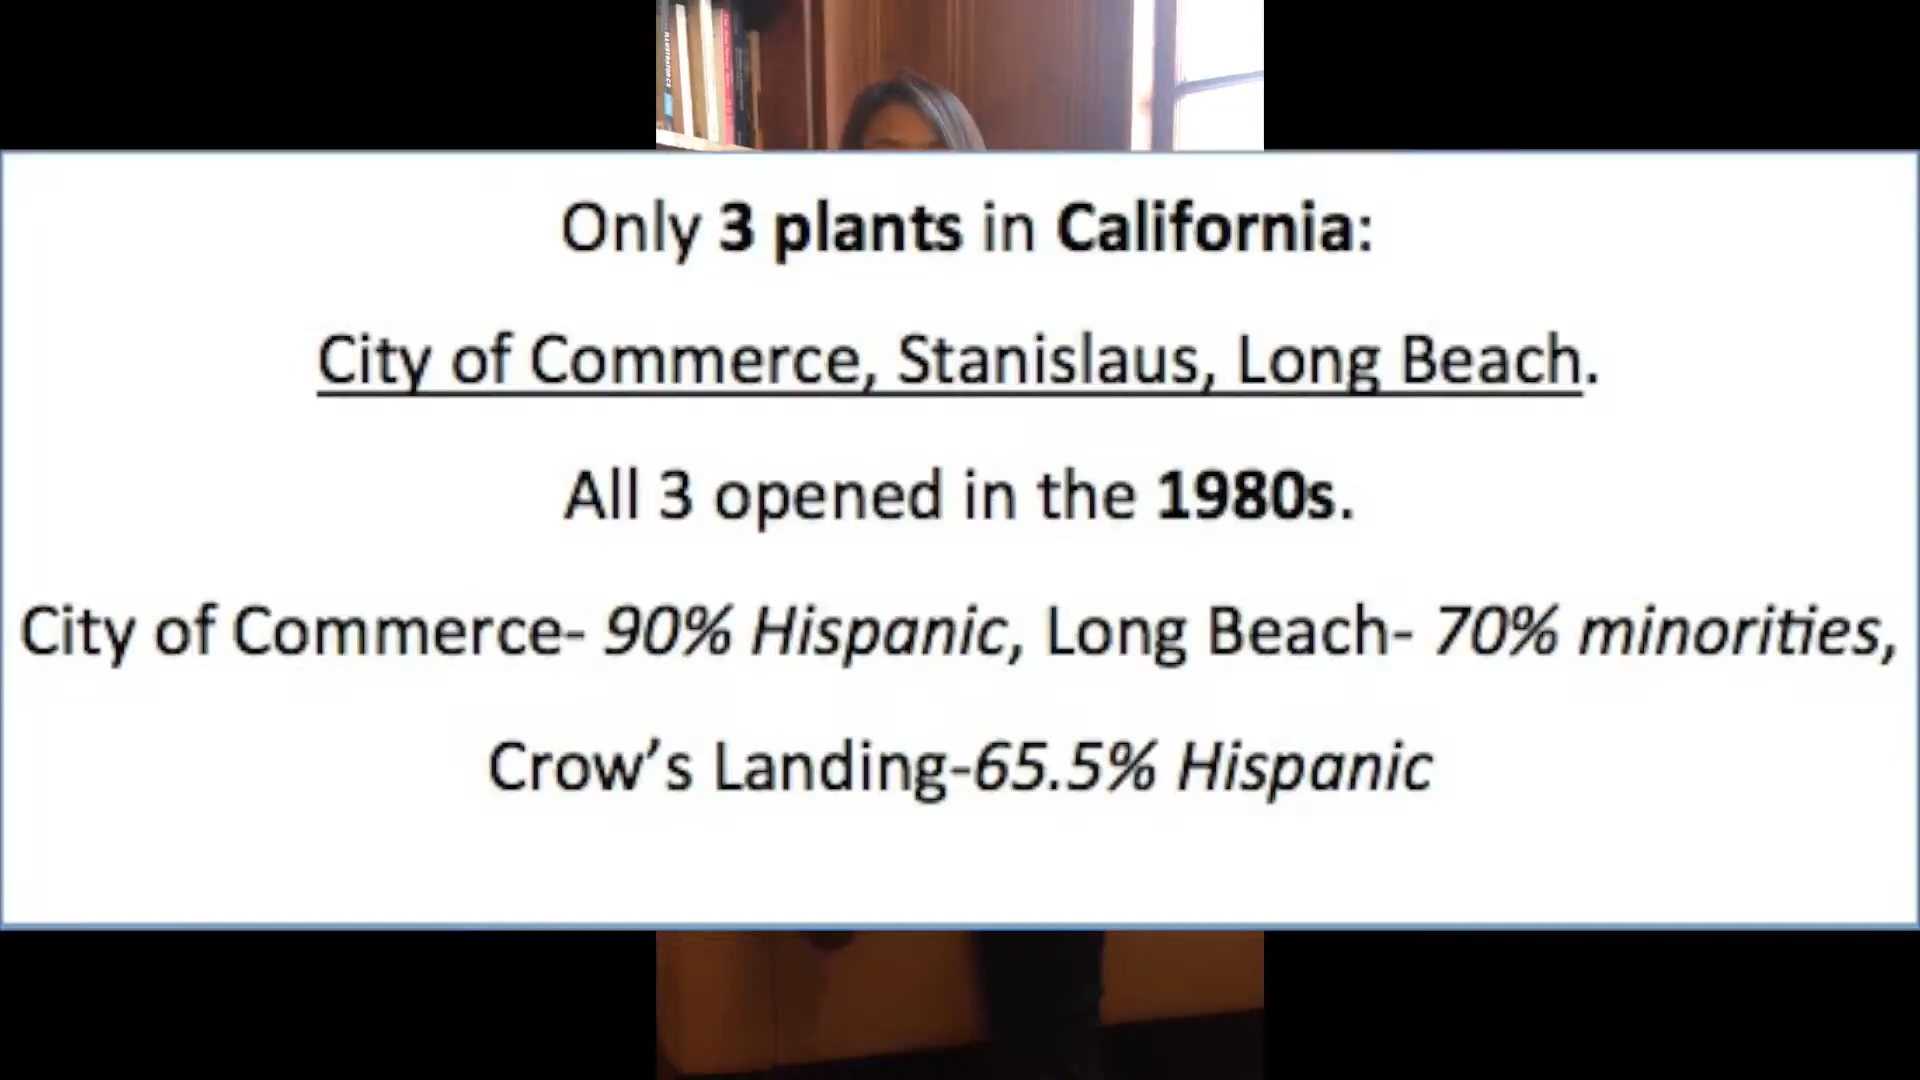 Only 3 plants in California:
City of Commerce, Stanislaus, Long Beach.
All 3 opened in the 1980s.
City of Commerce- 90% Hispanic, Long Beach- 70% minorities,
Crow’s Landing-65.5% Hispanic